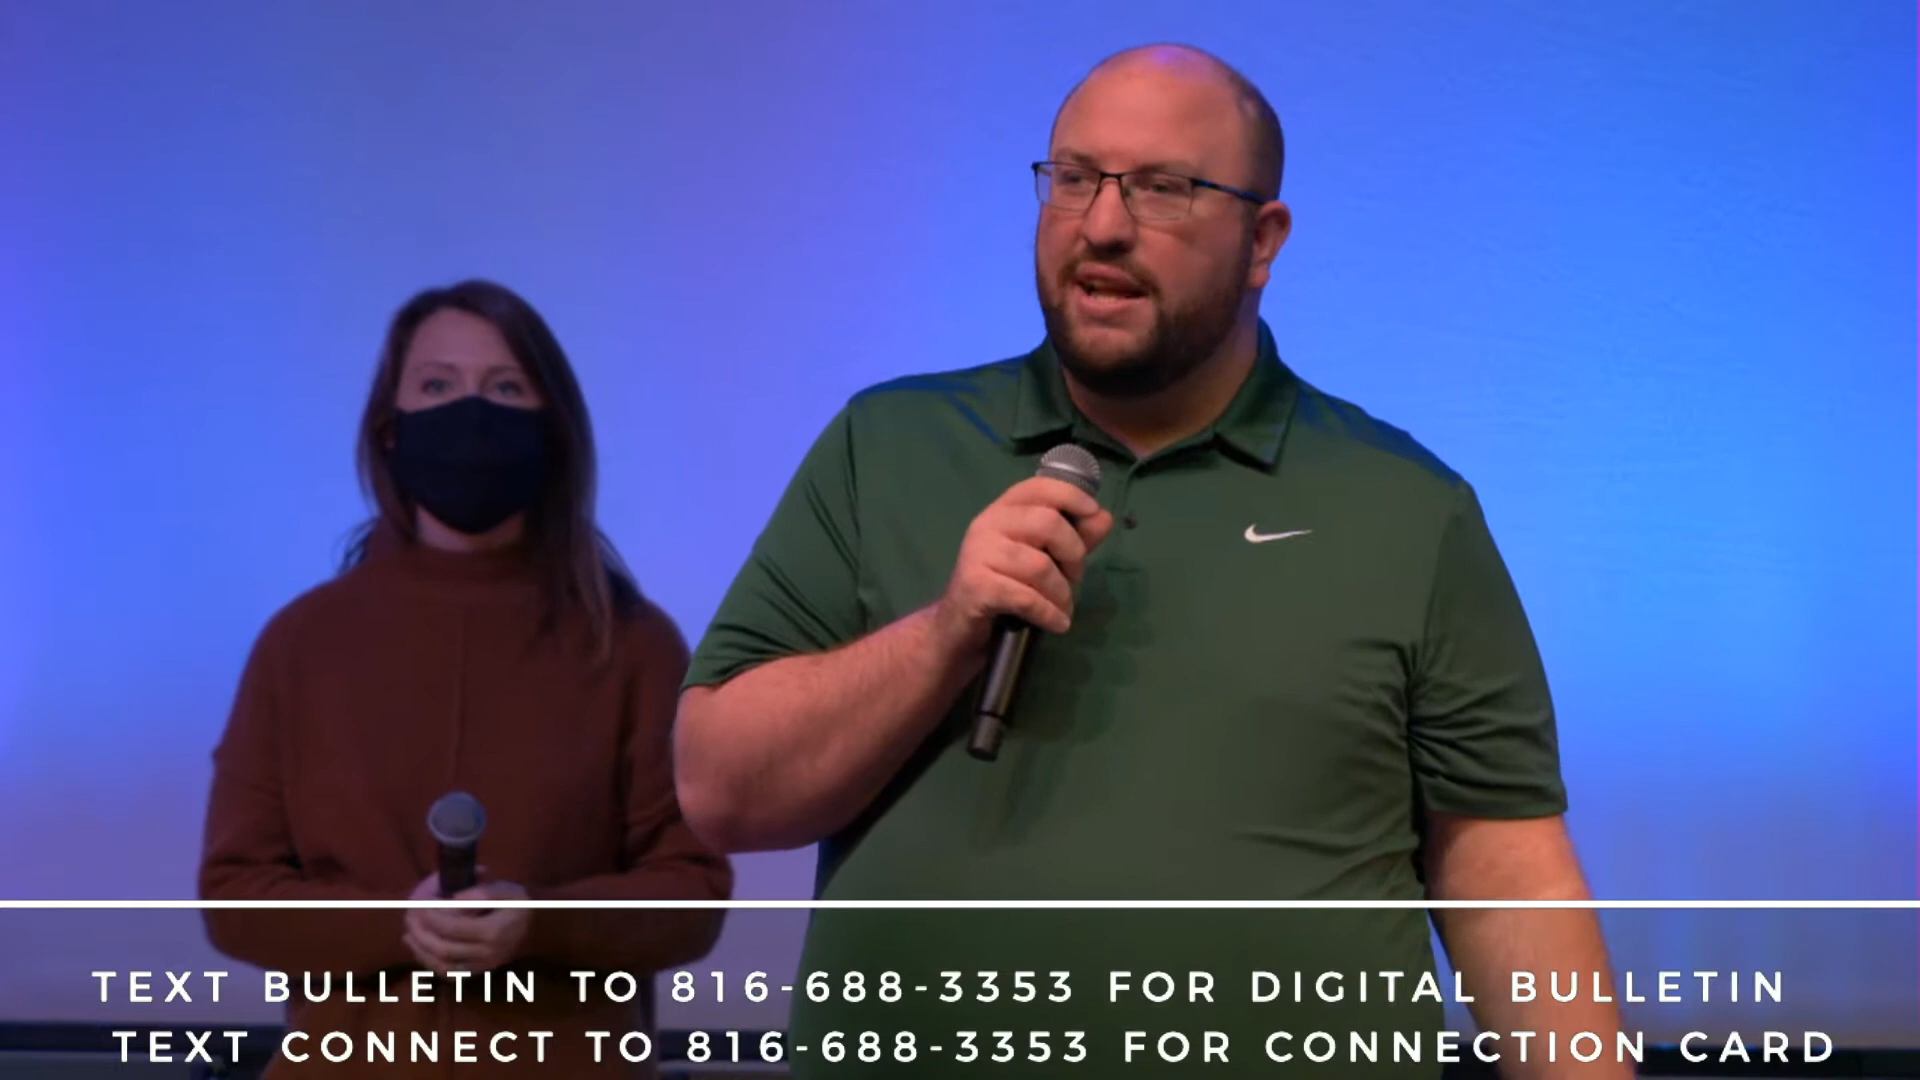 TEXT BULLETIN TO 816-688-3353 FOR DIGITAL BULLETIN
TEXT CONNECT TO 816-688-3353 FOR CONNECTION CARD